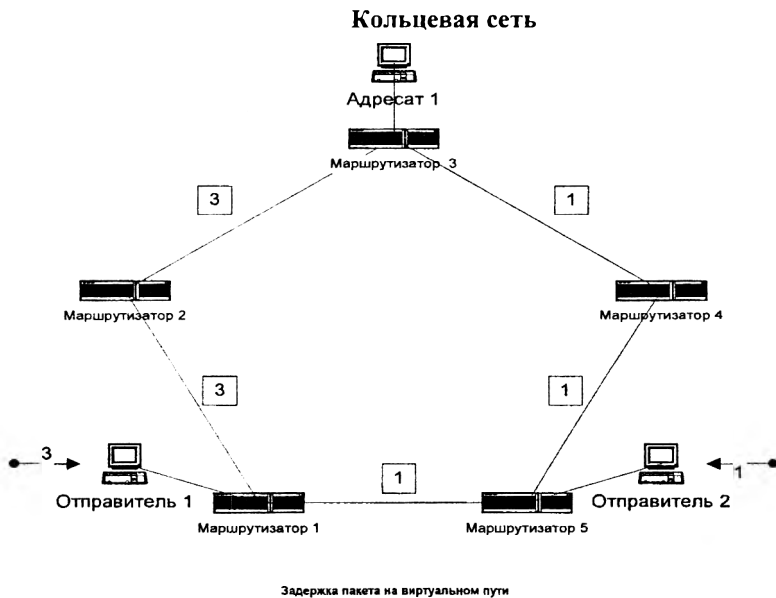 Кольцевая сеть
Адресат 1
Маршрутизатор 3
3
1
Маршрутизатор 2
Маршрутизатор 4
3
1
3
1
1
Отправитель 1
Отправитель 2
Маршрутизатор 1
Маршрутизатор 5
Задержка пакета на виртуальном пути